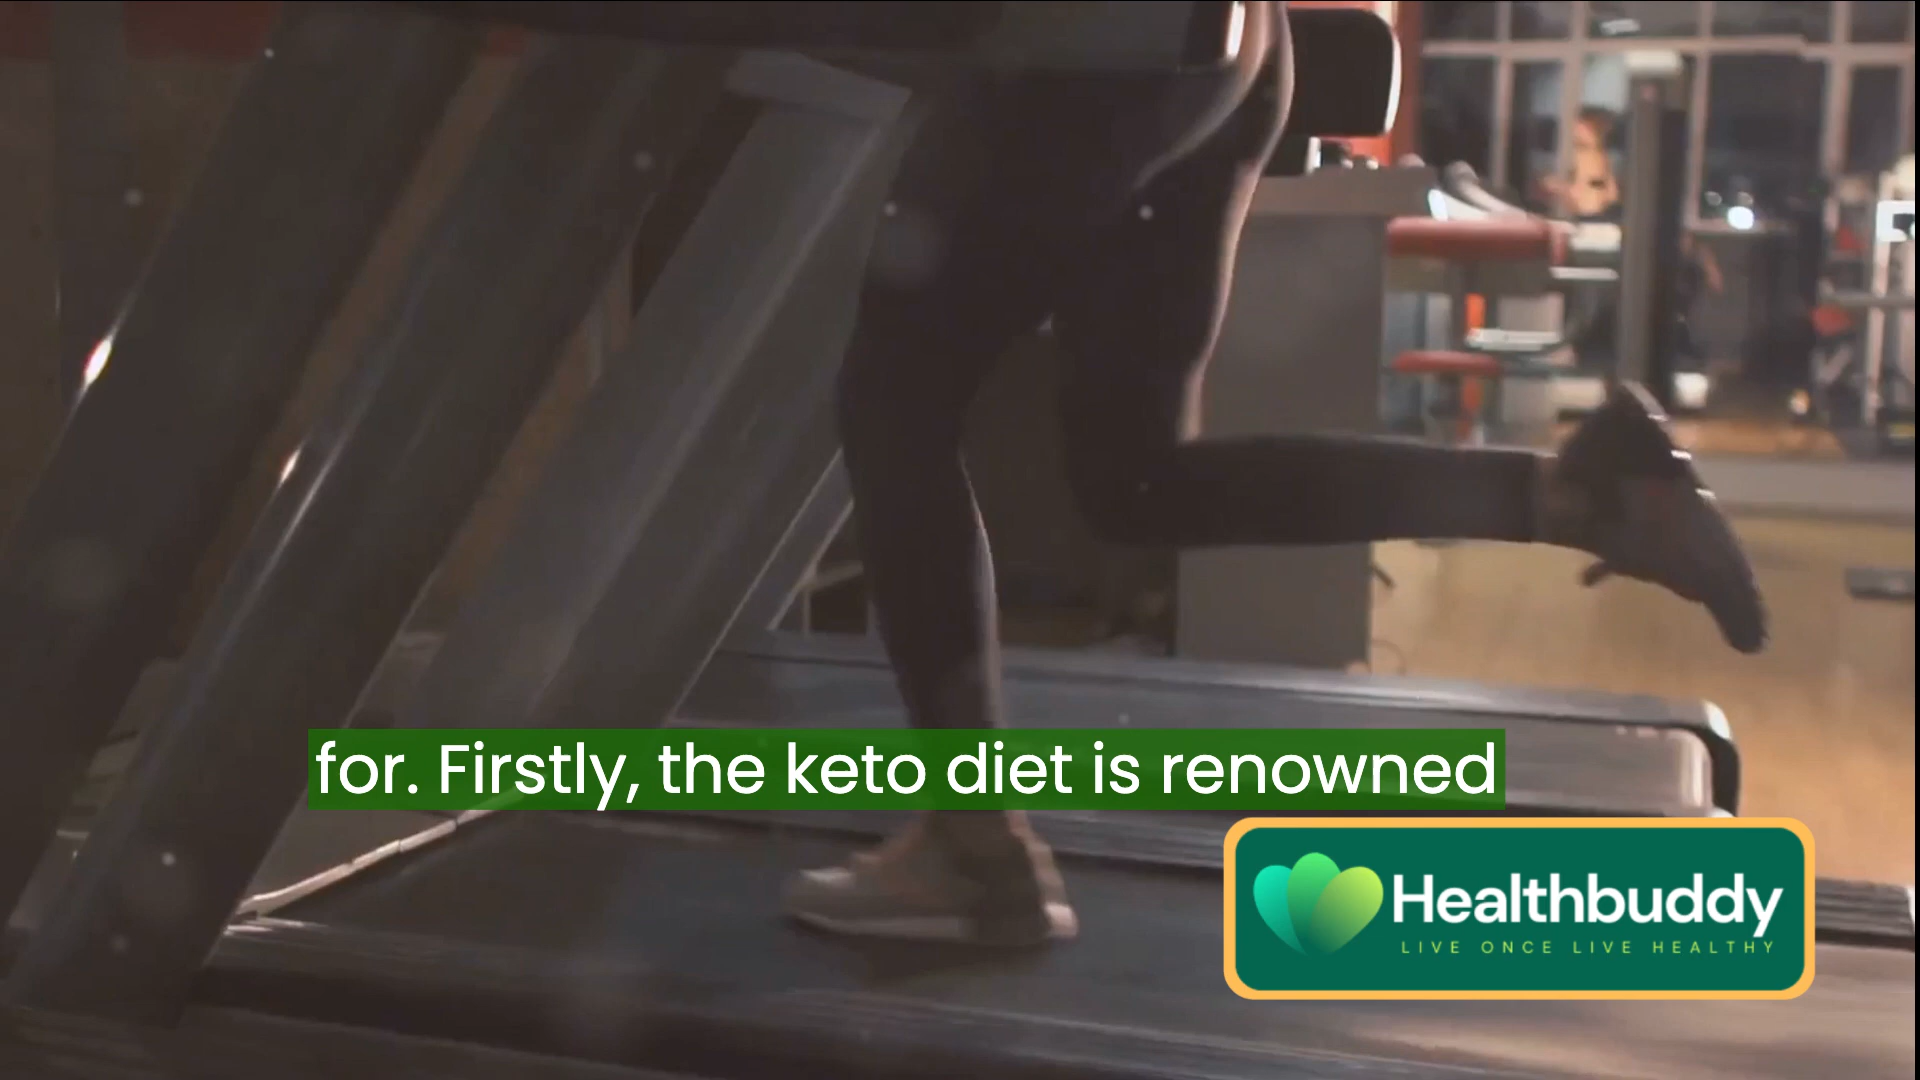 for. Firstly, the keto diet is renowned
Healthbuddy
LIVE ONCE LIVE HEALTHY